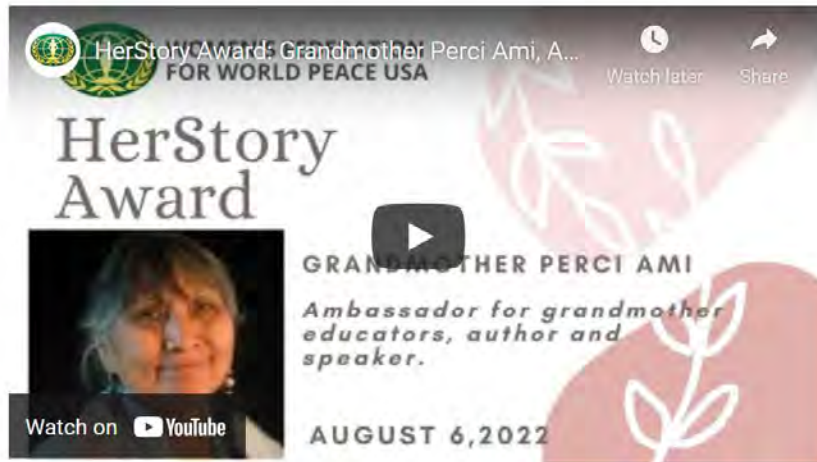 HerStory Award: Grandmother Perci Ami, A...
WOMEN'S FEDERATION
FOR WORLD PEACE USA
Watch later
Share
HerStory
Award
GRANDMOTHER PERCI AMI
Ambassador for grandmother
educators, author and
speaker.
Watch on YouTube
AUGUST 6,2022